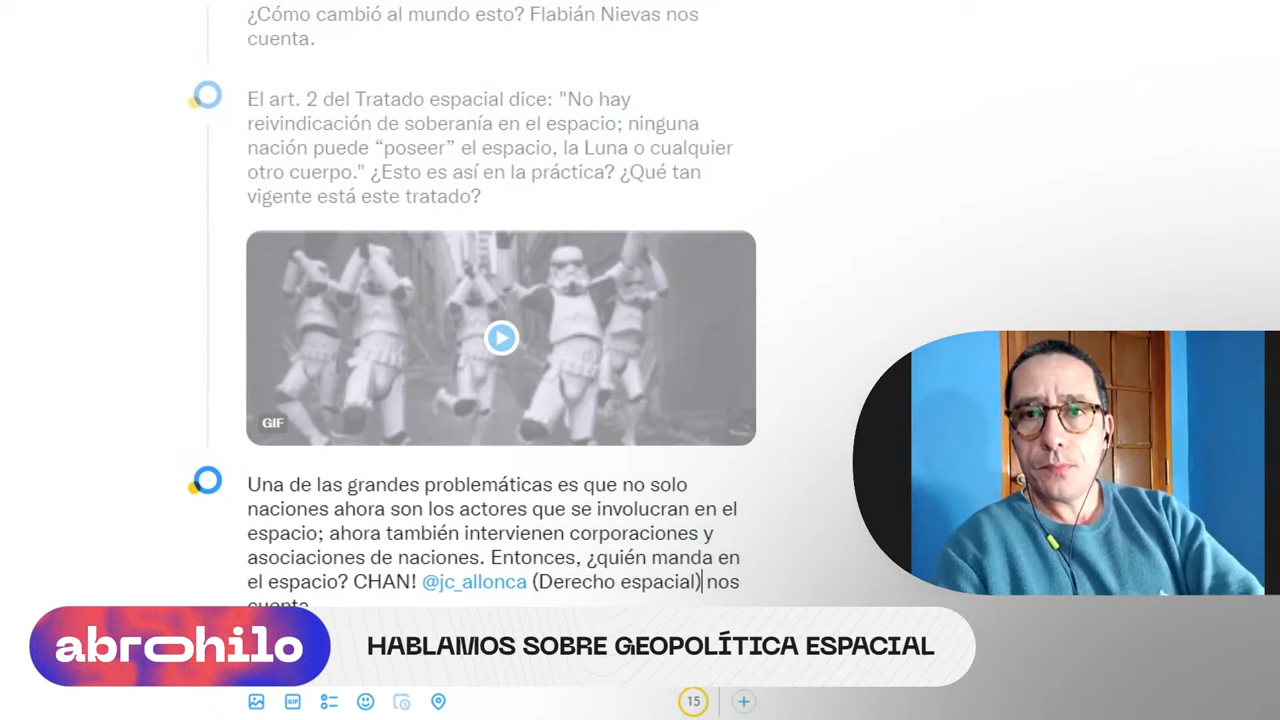 ¿Cómo cambió al mundo esto? Flabián Nievas nos
cuenta.
El art. 2 del Tratado espacial dice: "No hay
reivindicación de soberanía en el espacio; ninguna
nación puede “poseer” el espacio, la Luna o cualquier
otro cuerpo." ¿Esto es así en la práctica? ¿Qué tan
vigente está este tratado?
GIF
Una de las grandes problemáticas es que no solo
naciones ahora son los actores que se involucran en el
espacio; ahora también intervienen corporaciones y
asociaciones de naciones. Entonces, ¿quién manda en
el espacio? CHAN! @jc_allonca (Derecho espacial) nos
cuenta
abrohilo
HABLAMOS SOBRE GEOPOLÍTICA ESPACIAL
GIF
15